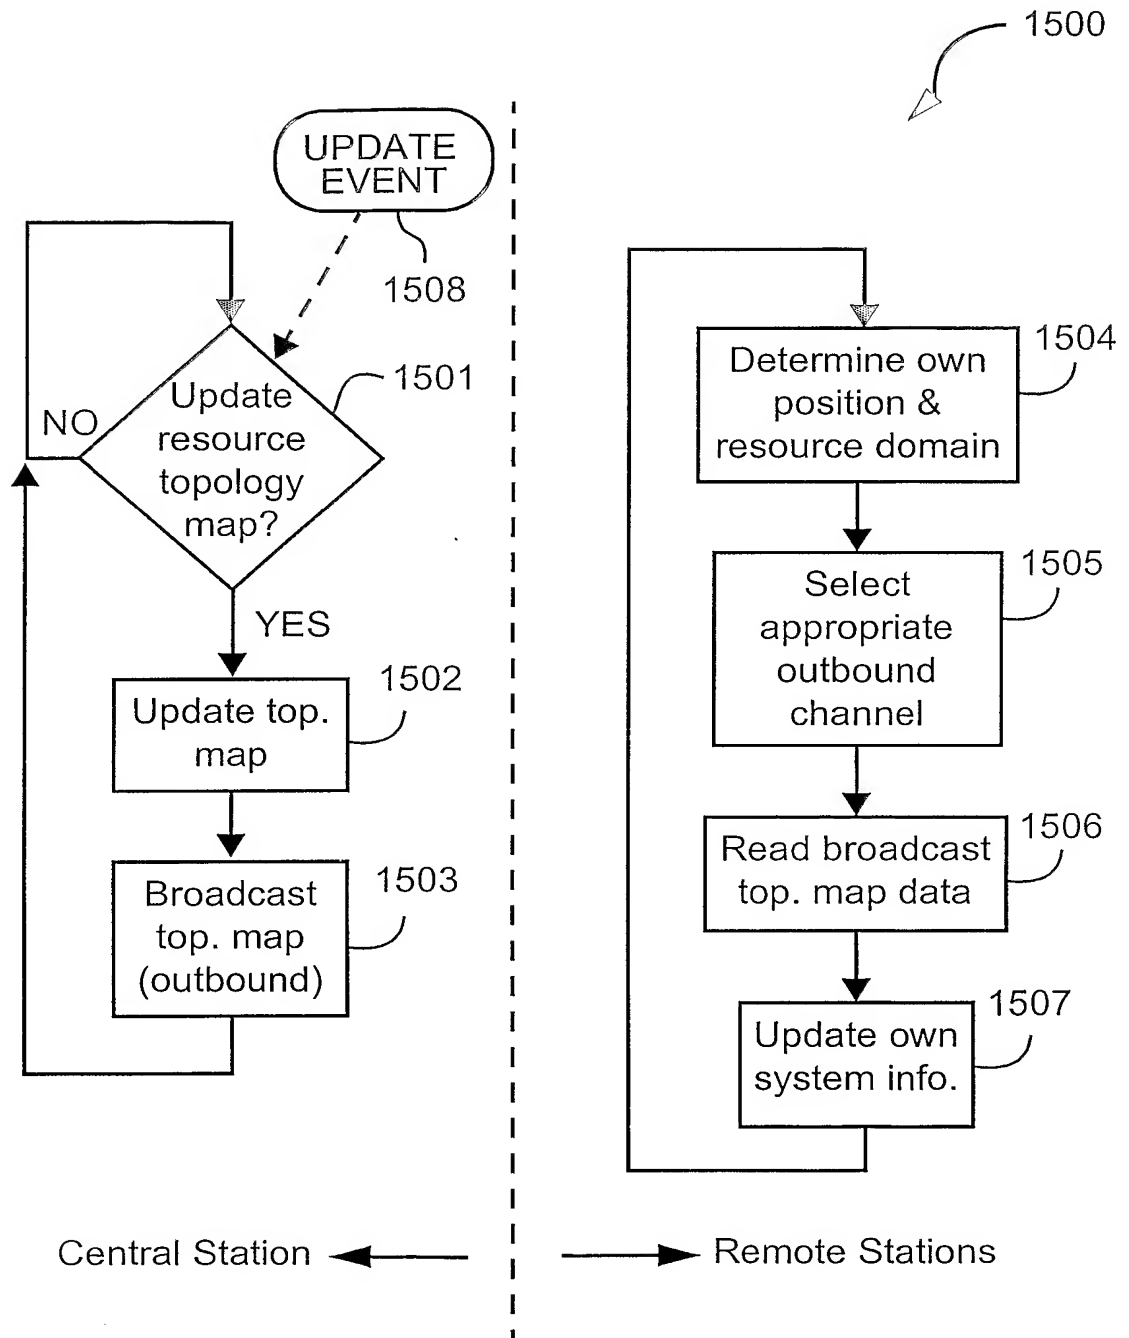 1500
UPDATE
EVENT
1508
1501
Update
resource
topology
map?
NO
YES
1502
Update top.
map
1503
Broadcast
top. map
(outbound)
1504
Determine own
position &
resource domain
1505
Select
appropriate
outbound
channel
1506
Read broadcast
top. map data
1507
Update own
system info.
Central Station
Remote Stations